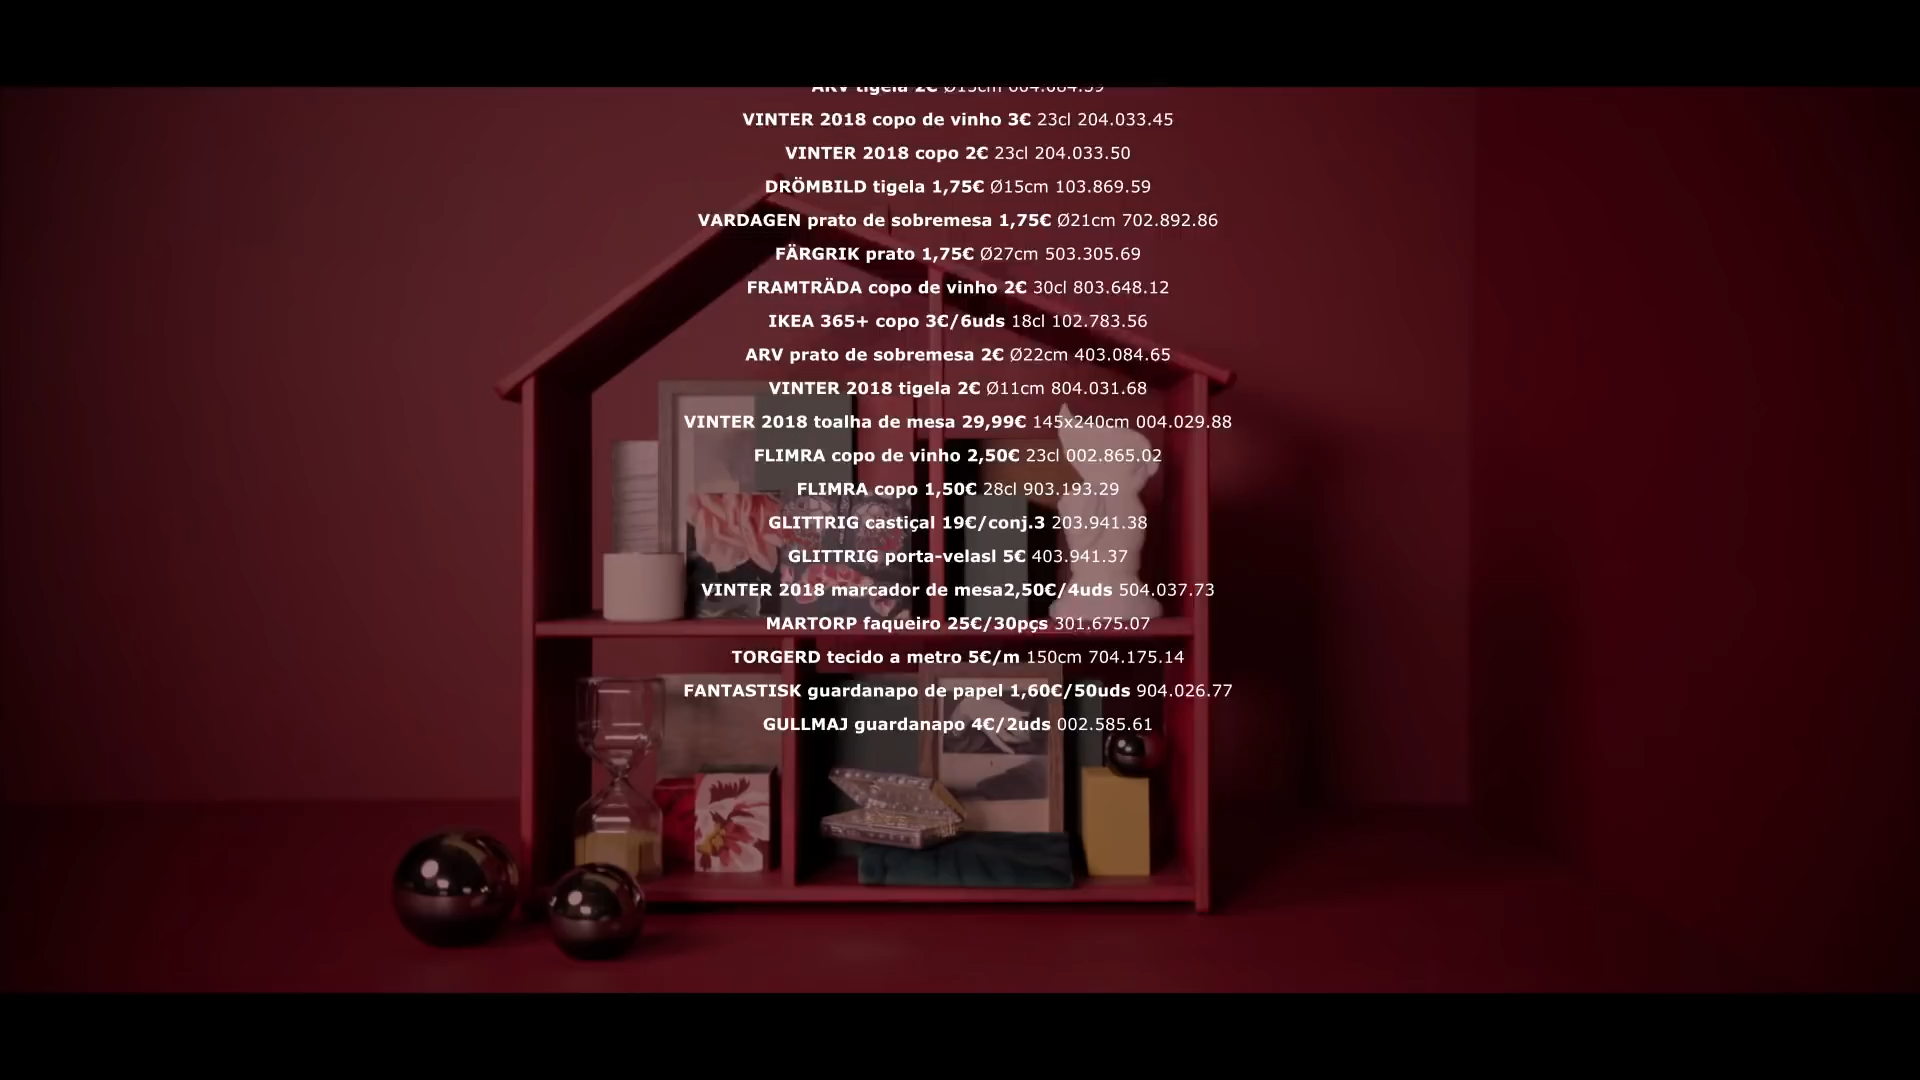 ARV tigela 2€ Ø15cm 004.084.59
VINTER 2018 copo de vinho 3€ 23cl 204.033.45
VINTER 2018 copo 2€ 23cl 204.033.50
DRÖMBILD tigela 1,75€ Ø15cm 103.869.59
VARDAGEN prato de sobremesa 1,75€ Ø21cm 702.892.86
FÄRGRIK prato 1,75€ Ø27cm 503.305.69
FRAMTRÄDA copo de vinho 2€ 30cl 803.648.12
IKEA 365+ copo 3€/6uds 18cl 102.783.56
ARV prato de sobremesa 2€ Ø22cm 403.084.65
VINTER 2018 tigela 2€ Ø11cm 804.031.68
VINTER 2018 toalha de mesa 29,99€ 145x240cm 004.029.88
FLIMRA copo de vinho 2,50€ 23cl 002.865.02
FLIMRA copo 1,50€ 28cl 903.193.29
GLITTRIG castiçal 19€/conj.3 203.941.38
GLITTRIG porta-velasl 5€ 403.941.37
VINTER 2018 marcador de mesa2,50€/4uds 504.037.73
MARTORP faqueiro 25€/30pçs 301.675.07
TORGERD tecido a metro 5€/m 150cm 704.175.14
FANTASTISK guardanapo de papel 1,60€/50uds 904.026.77
GULLMAJ guardanapo 4€/2uds 002.585.61